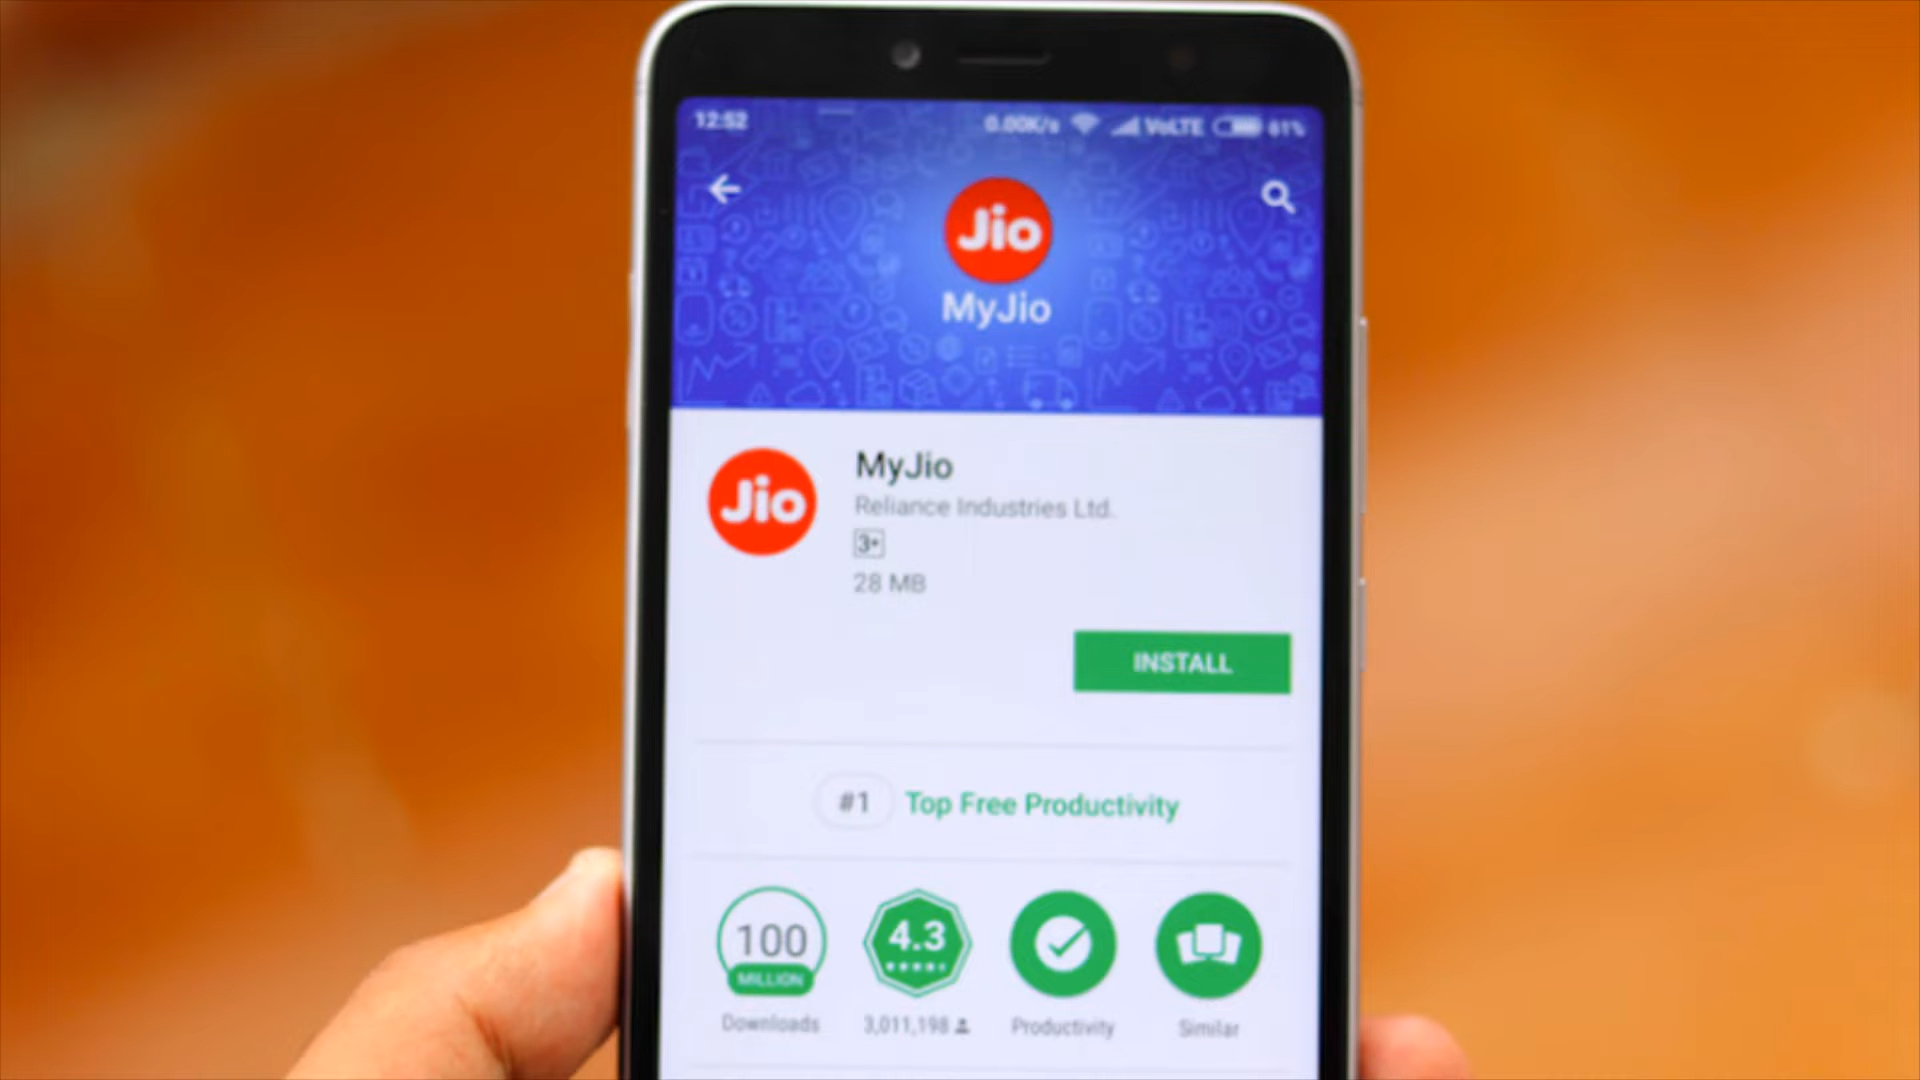 12:52 0.00K/s VoLTE 61%
Jio
MyJio
Jio
MyJio
Reliance Industries Ltd.
3+
28 MB
INSTALL
#1 Top Free Productivity
100
MILLION
4.3
Downloads 3,011,198 Productivity Similar